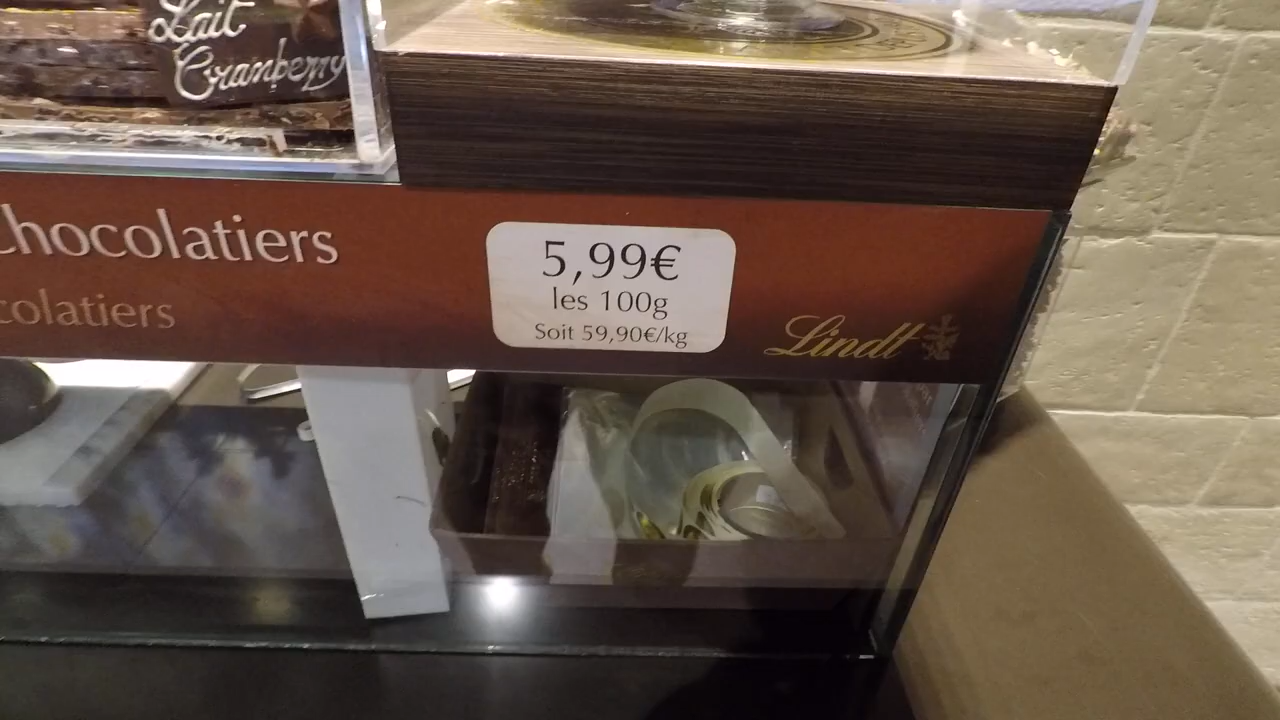 Lait
Cranberry
Chocolatiers
colatiers
5,99€
les 100g
Soit 59,90€/kg
Lindt